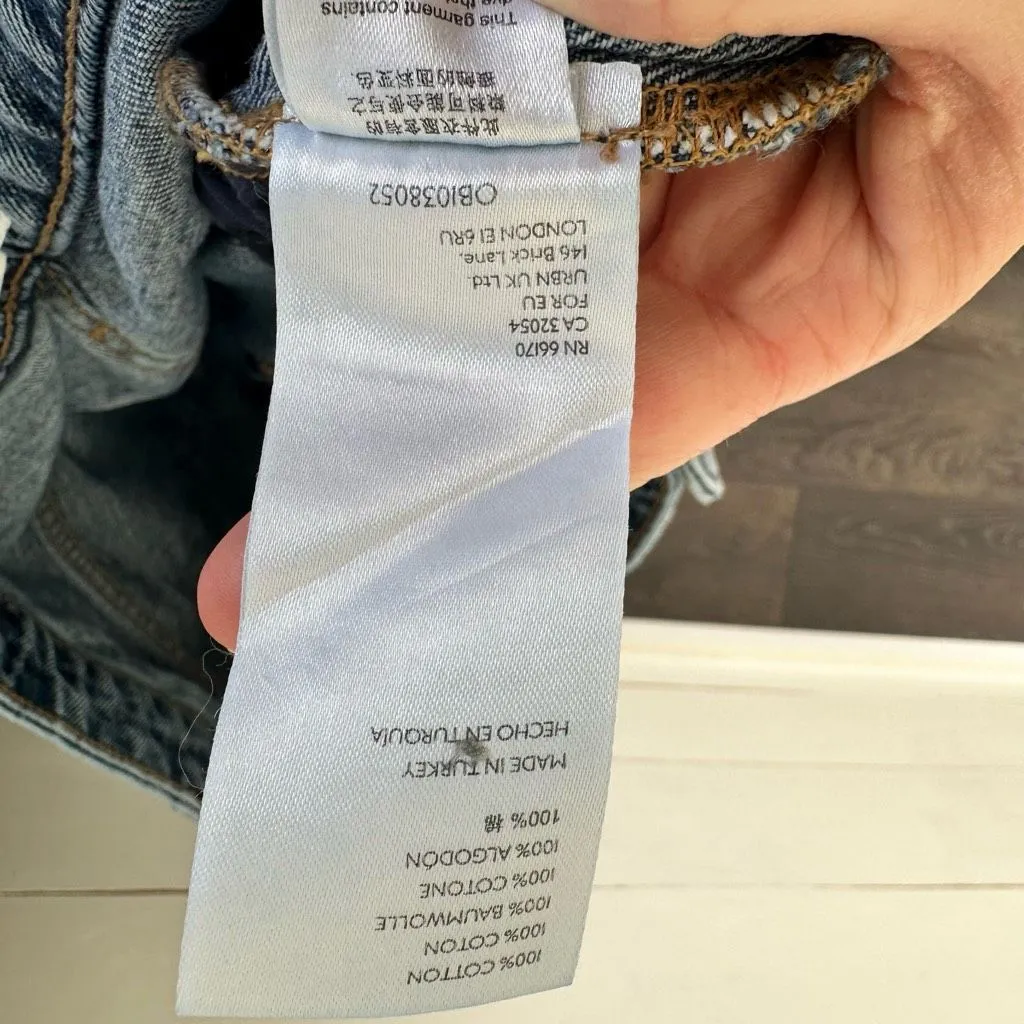 100% COTTON
100% COTON
100% BAUMWOLLE
100% COTONE
100% ALGODÓN
100% 棉
MADE IN TURKEY
HECHO EN TURQUÍA
RN 66170
CA 32054
FOR EU
URBN UK Ltd.
146 Brick Lane,
LONDON E1 6RU
OB1038052
此件衣服含有的
染料可能会使与之
的面料变色.
This garment contains
dye that